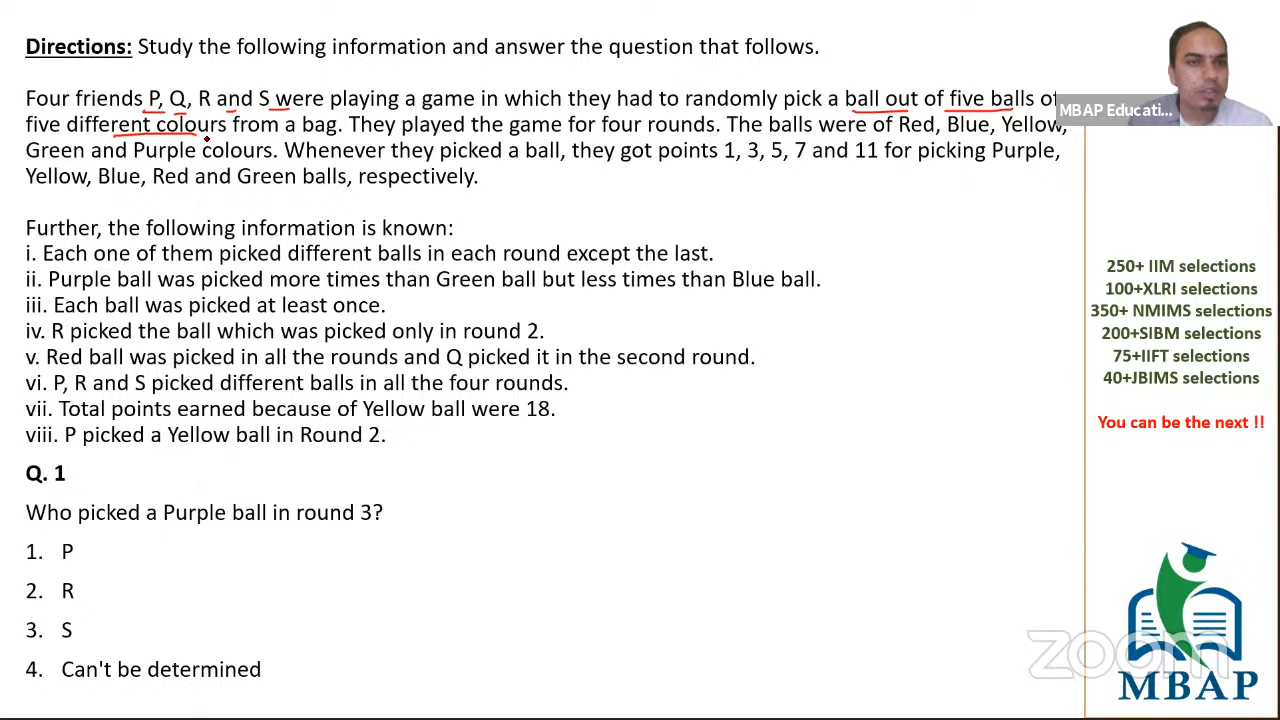 Directions: Study the following information and answer the question that follows.
Four friends P, Q, R and S were playing a game in which they had to randomly pick a ball out of five balls of
five different colours from a bag. They played the game for four rounds. The balls were of Red, Blue, Yellow,
Green and Purple colours. Whenever they picked a ball, they got points 1, 3, 5, 7 and 11 for picking Purple,
Yellow, Blue, Red and Green balls, respectively.
Further, the following information is known:
i. Each one of them picked different balls in each round except the last.
ii. Purple ball was picked more times than Green ball but less times than Blue ball.
iii. Each ball was picked at least once.
iv. R picked the ball which was picked only in round 2.
v. Red ball was picked in all the rounds and Q picked it in the second round.
vi. P, R and S picked different balls in all the four rounds.
vii. Total points earned because of Yellow ball were 18.
viii. P picked a Yellow ball in Round 2.
Q. 1
Who picked a Purple ball in round 3?
1. P
2. R
3. S
4. Can't be determined
MBAP Educati...
250+ IIM selections
100+XLRI selections
350+ NMIMS selections
200+SIBM selections
75+IIFT selections
40+JBIMS selections
You can be the next !!
zoom
MBAP